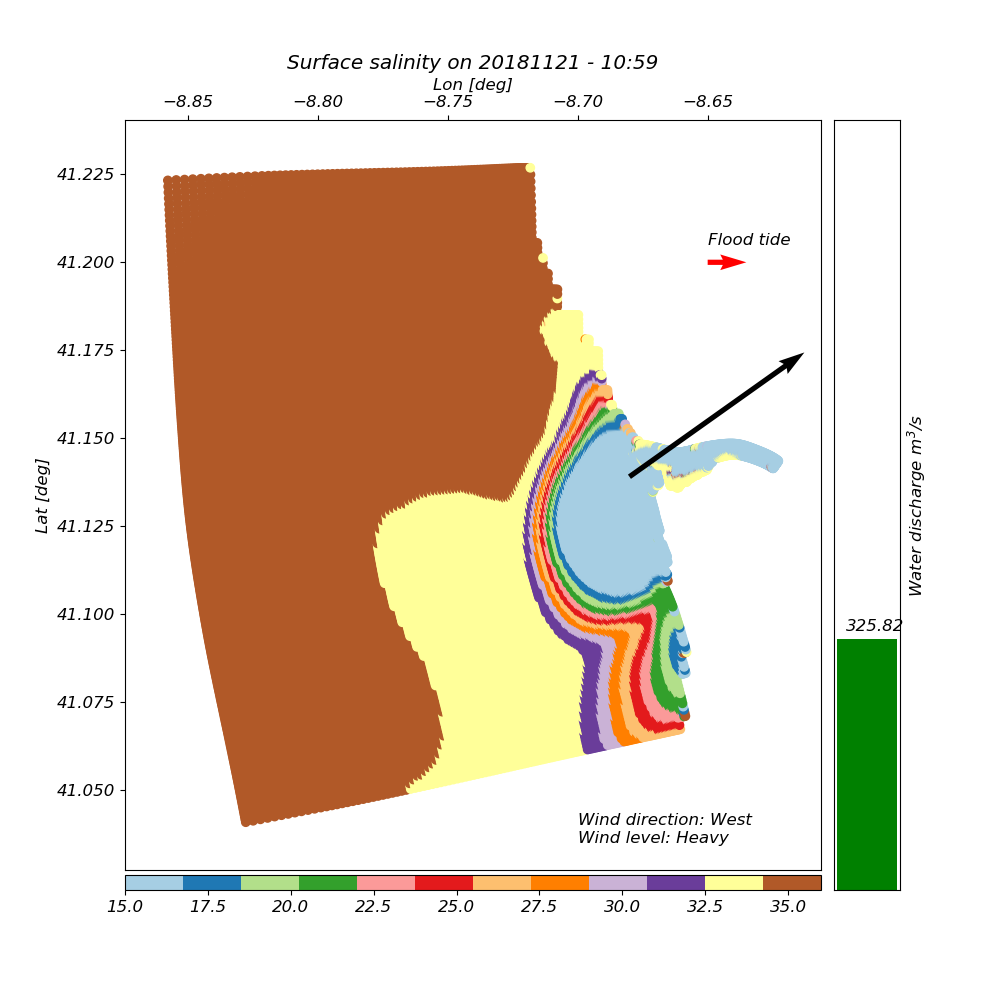 Surface salinity on 20181121 - 10:59
Lon [deg]
−8.85 −8.80 −8.75 −8.70 −8.65
41.225
41.200
41.175
41.150
41.125
41.100
41.075
41.050
Lat [deg]
Flood tide
Wind direction: West
Wind level: Heavy
15.0 17.5 20.0 22.5 25.0 27.5 30.0 32.5 35.0
325.82
Water discharge m³/s